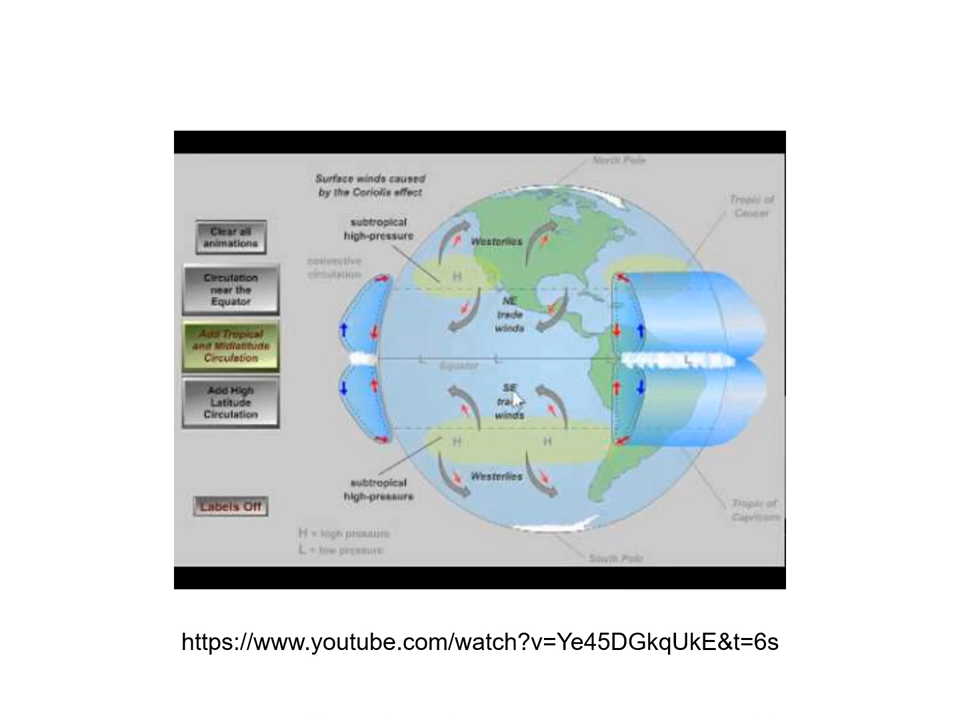 North Pole
Surface winds caused
by the Coriolis effect
Tropic of
Cancer
subtropical
high-pressure
Clear all
animations
Westerlies
convective
circulation
H
Circulation
near the
Equator
NE
trade
winds
Add Tropical
and Midlatitude
Circulation
L
L
L
L
Equator
Add High
Latitude
Circulation
SE
trade
winds
H
H
Westerlies
subtropical
high-pressure
Labels Off
Tropic of
Capricorn
H = high pressure
L = low pressure
South Pole
https://www.youtube.com/watch?v=Ye45DGkqUkE&t=6s